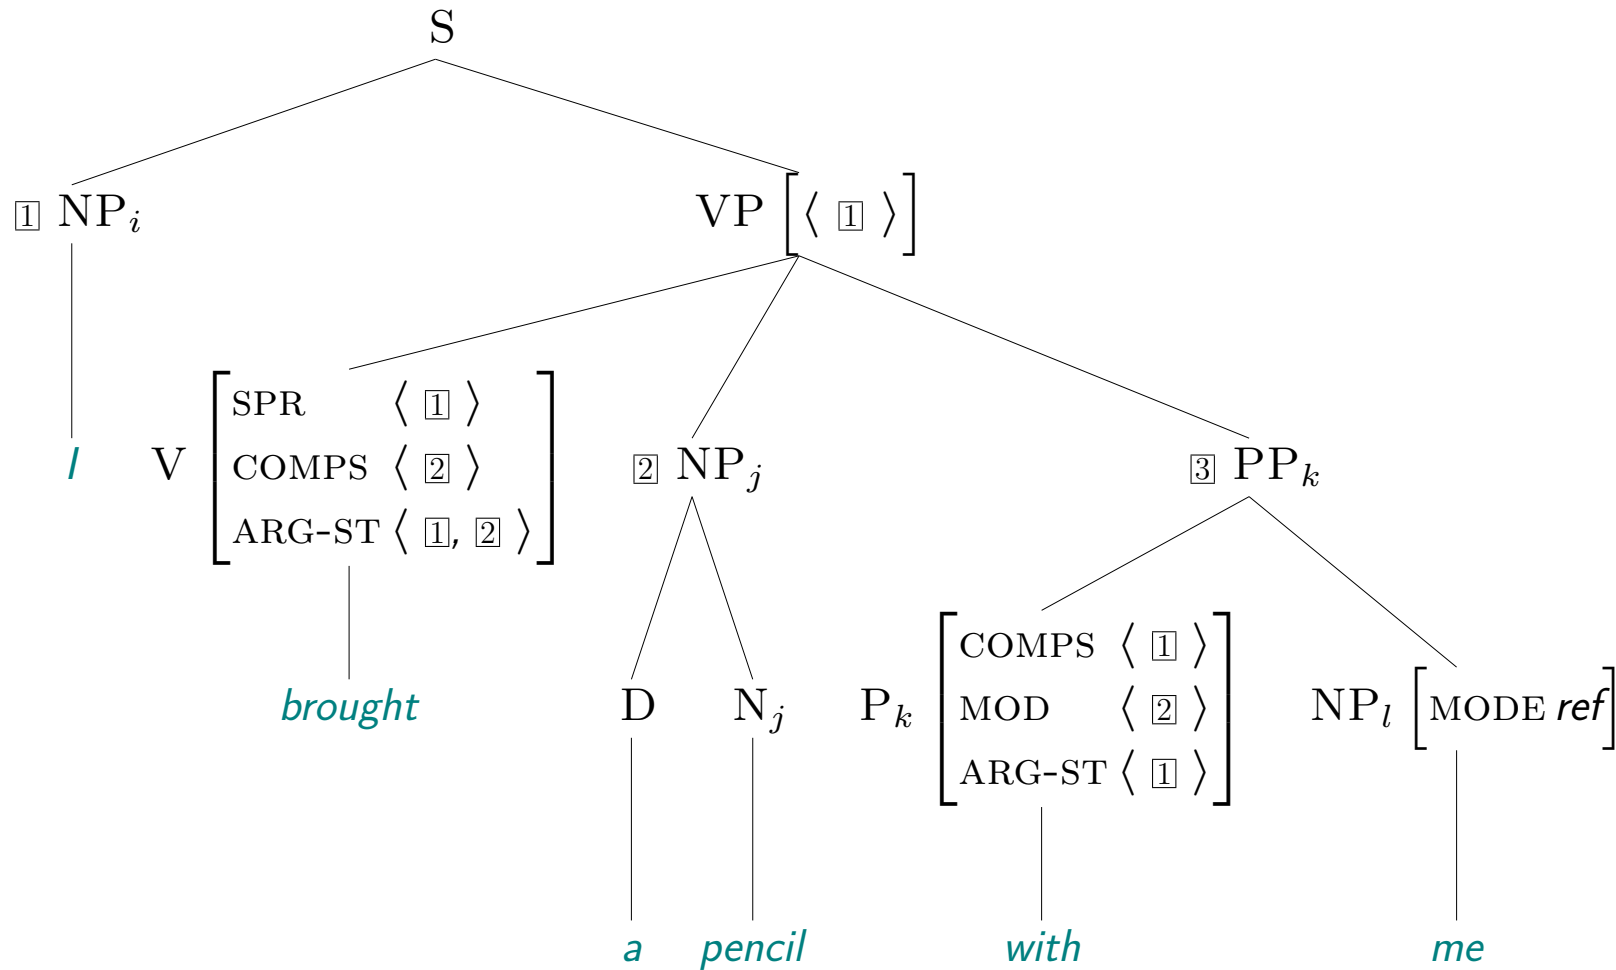 S
1 NP_i
VP [⟨ 1 ⟩]
I
V [SPR ⟨ 1 ⟩
COMPS ⟨ 2 ⟩
ARG-ST ⟨ 1, 2 ⟩]
2 NP_j
3 PP_k
brought
D
N_j
P_k [COMPS ⟨ 1 ⟩
MOD ⟨ 2 ⟩
ARG-ST ⟨ 1 ⟩]
NP_l [MODE ref]
a
pencil
with
me